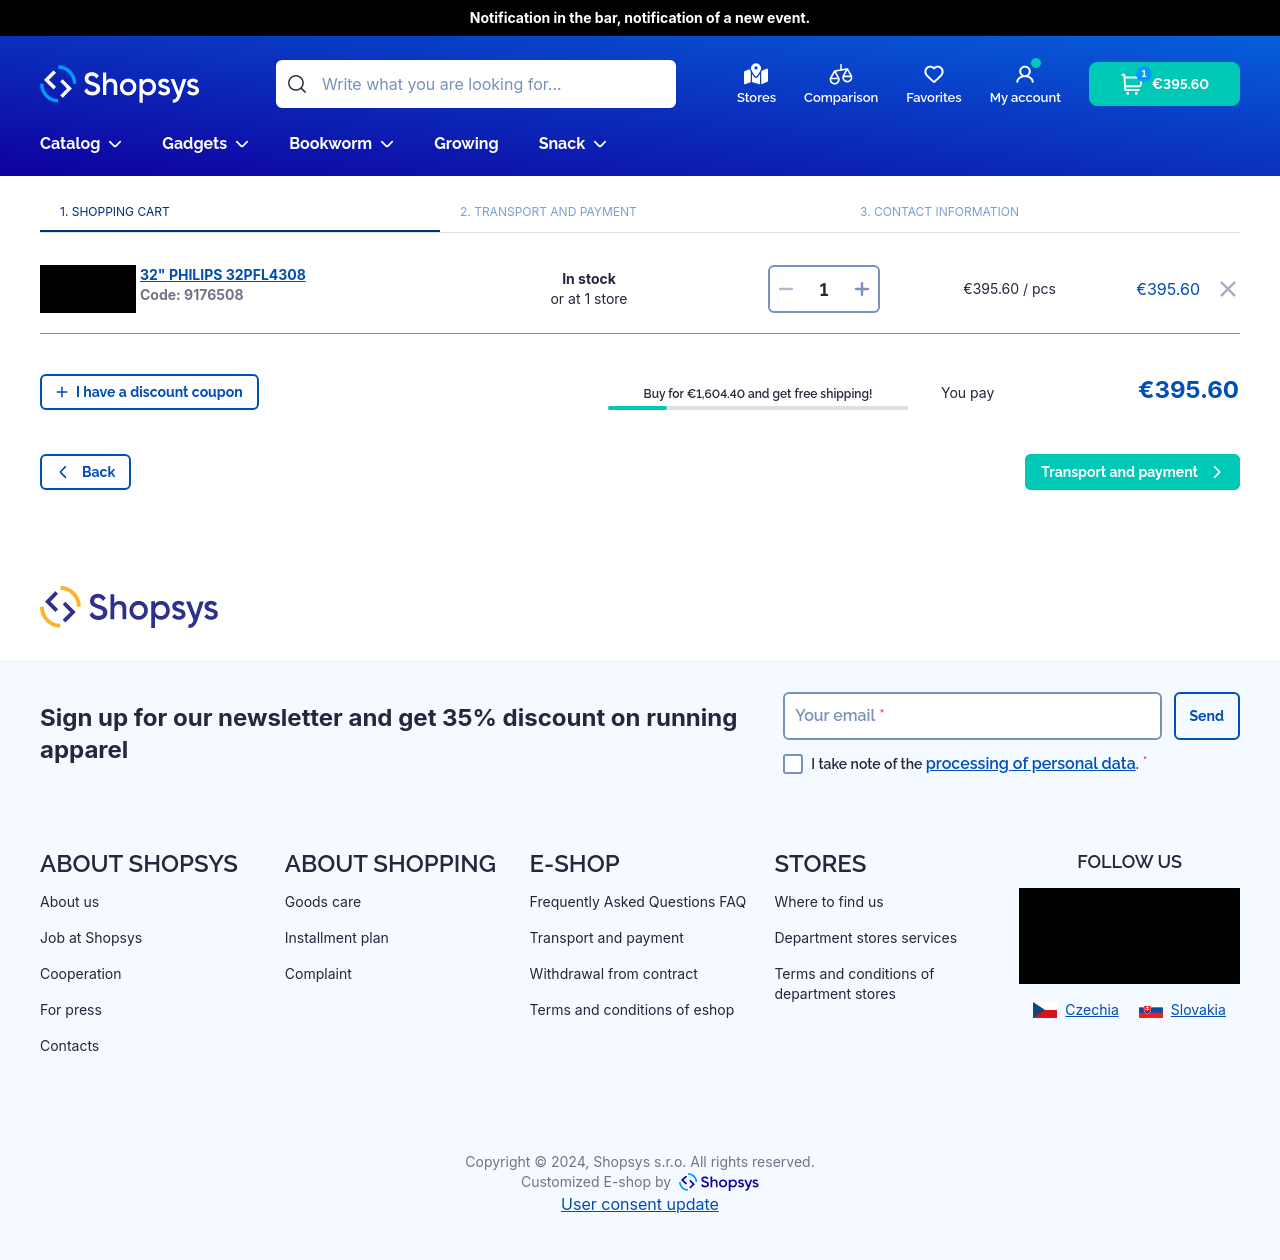 Notification in the bar, notification of a new event.
Shopsys
Write what you are looking for...
Stores
Comparison
Favorites
My account
1
€395.60
Catalog
Gadgets
Bookworm
Growing
Snack
1. SHOPPING CART
2. TRANSPORT AND PAYMENT
3. CONTACT INFORMATION
32" PHILIPS 32PFL4308
Code: 9176508
In stock
or at 1 store
1
€395.60 / pcs
€395.60
I have a discount coupon
Buy for €1,604.40 and get free shipping!
You pay
€395.60
Back
Transport and payment
Shopsys
Sign up for our newsletter and get 35% discount on running
apparel
Your email *
Send
I take note of the processing of personal data. *
ABOUT SHOPSYS
About us
Job at Shopsys
Cooperation
For press
Contacts
ABOUT SHOPPING
Goods care
Installment plan
Complaint
E-SHOP
Frequently Asked Questions FAQ
Transport and payment
Withdrawal from contract
Terms and conditions of eshop
STORES
Where to find us
Department stores services
Terms and conditions of
department stores
FOLLOW US
Czechia
Slovakia
Copyright © 2024, Shopsys s.r.o. All rights reserved.
Customized E-shop by Shopsys
User consent update